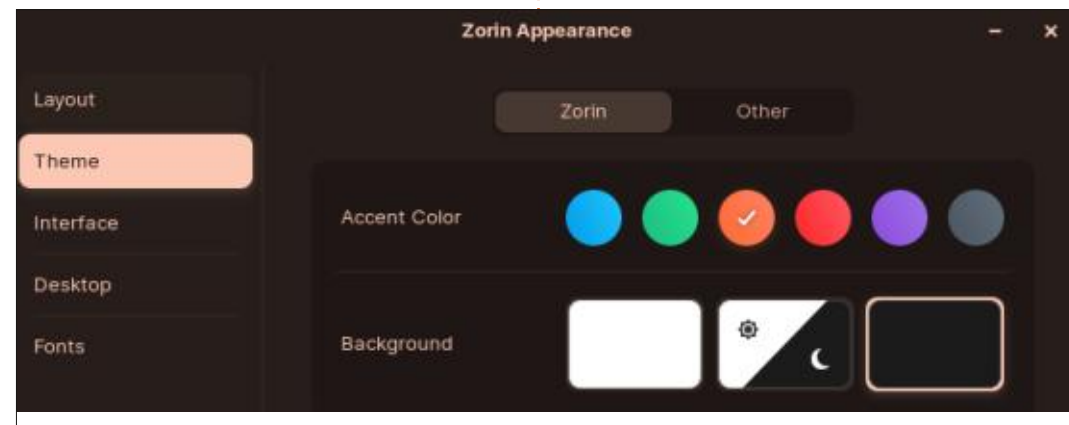 Zorin Appearance
Layout
Theme
Interface
Desktop
Fonts
Zorin
Other
Accent Color
Background